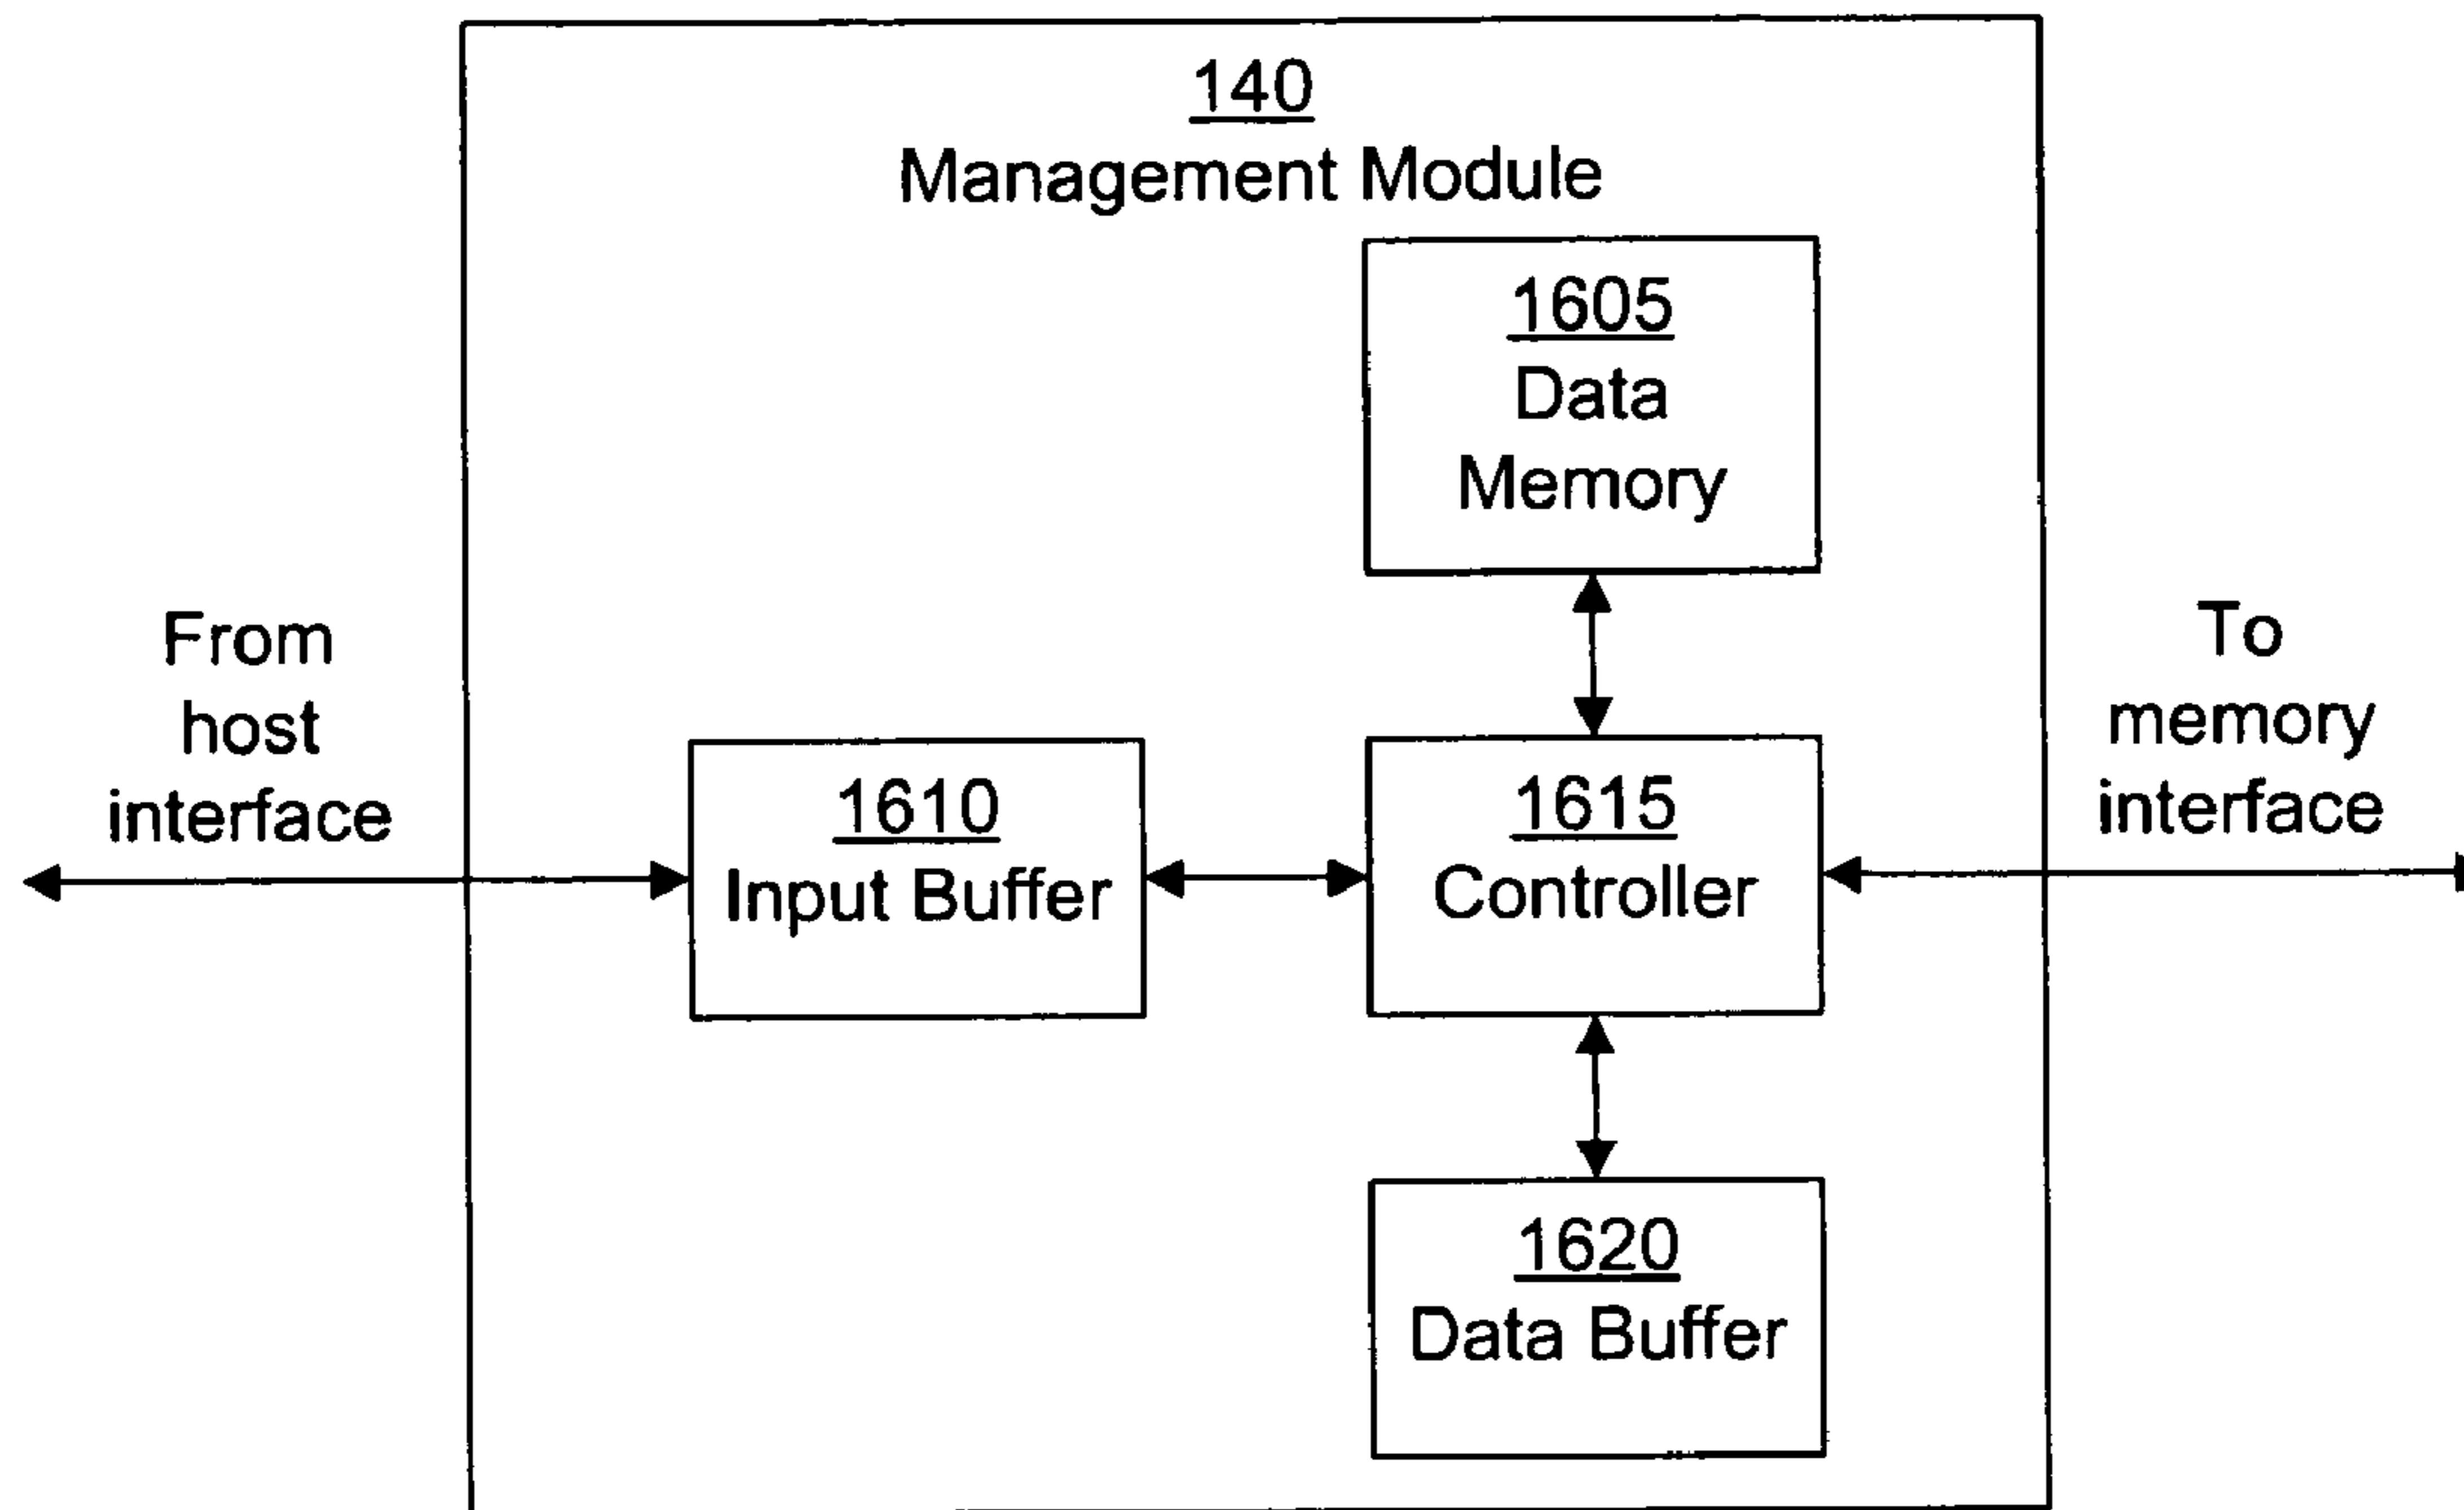 140
Management Module
1605
Data
Memory
From
host
interface
To
memory
interface
1610
Input Buffer
1615
Controller
1620
Data Buffer